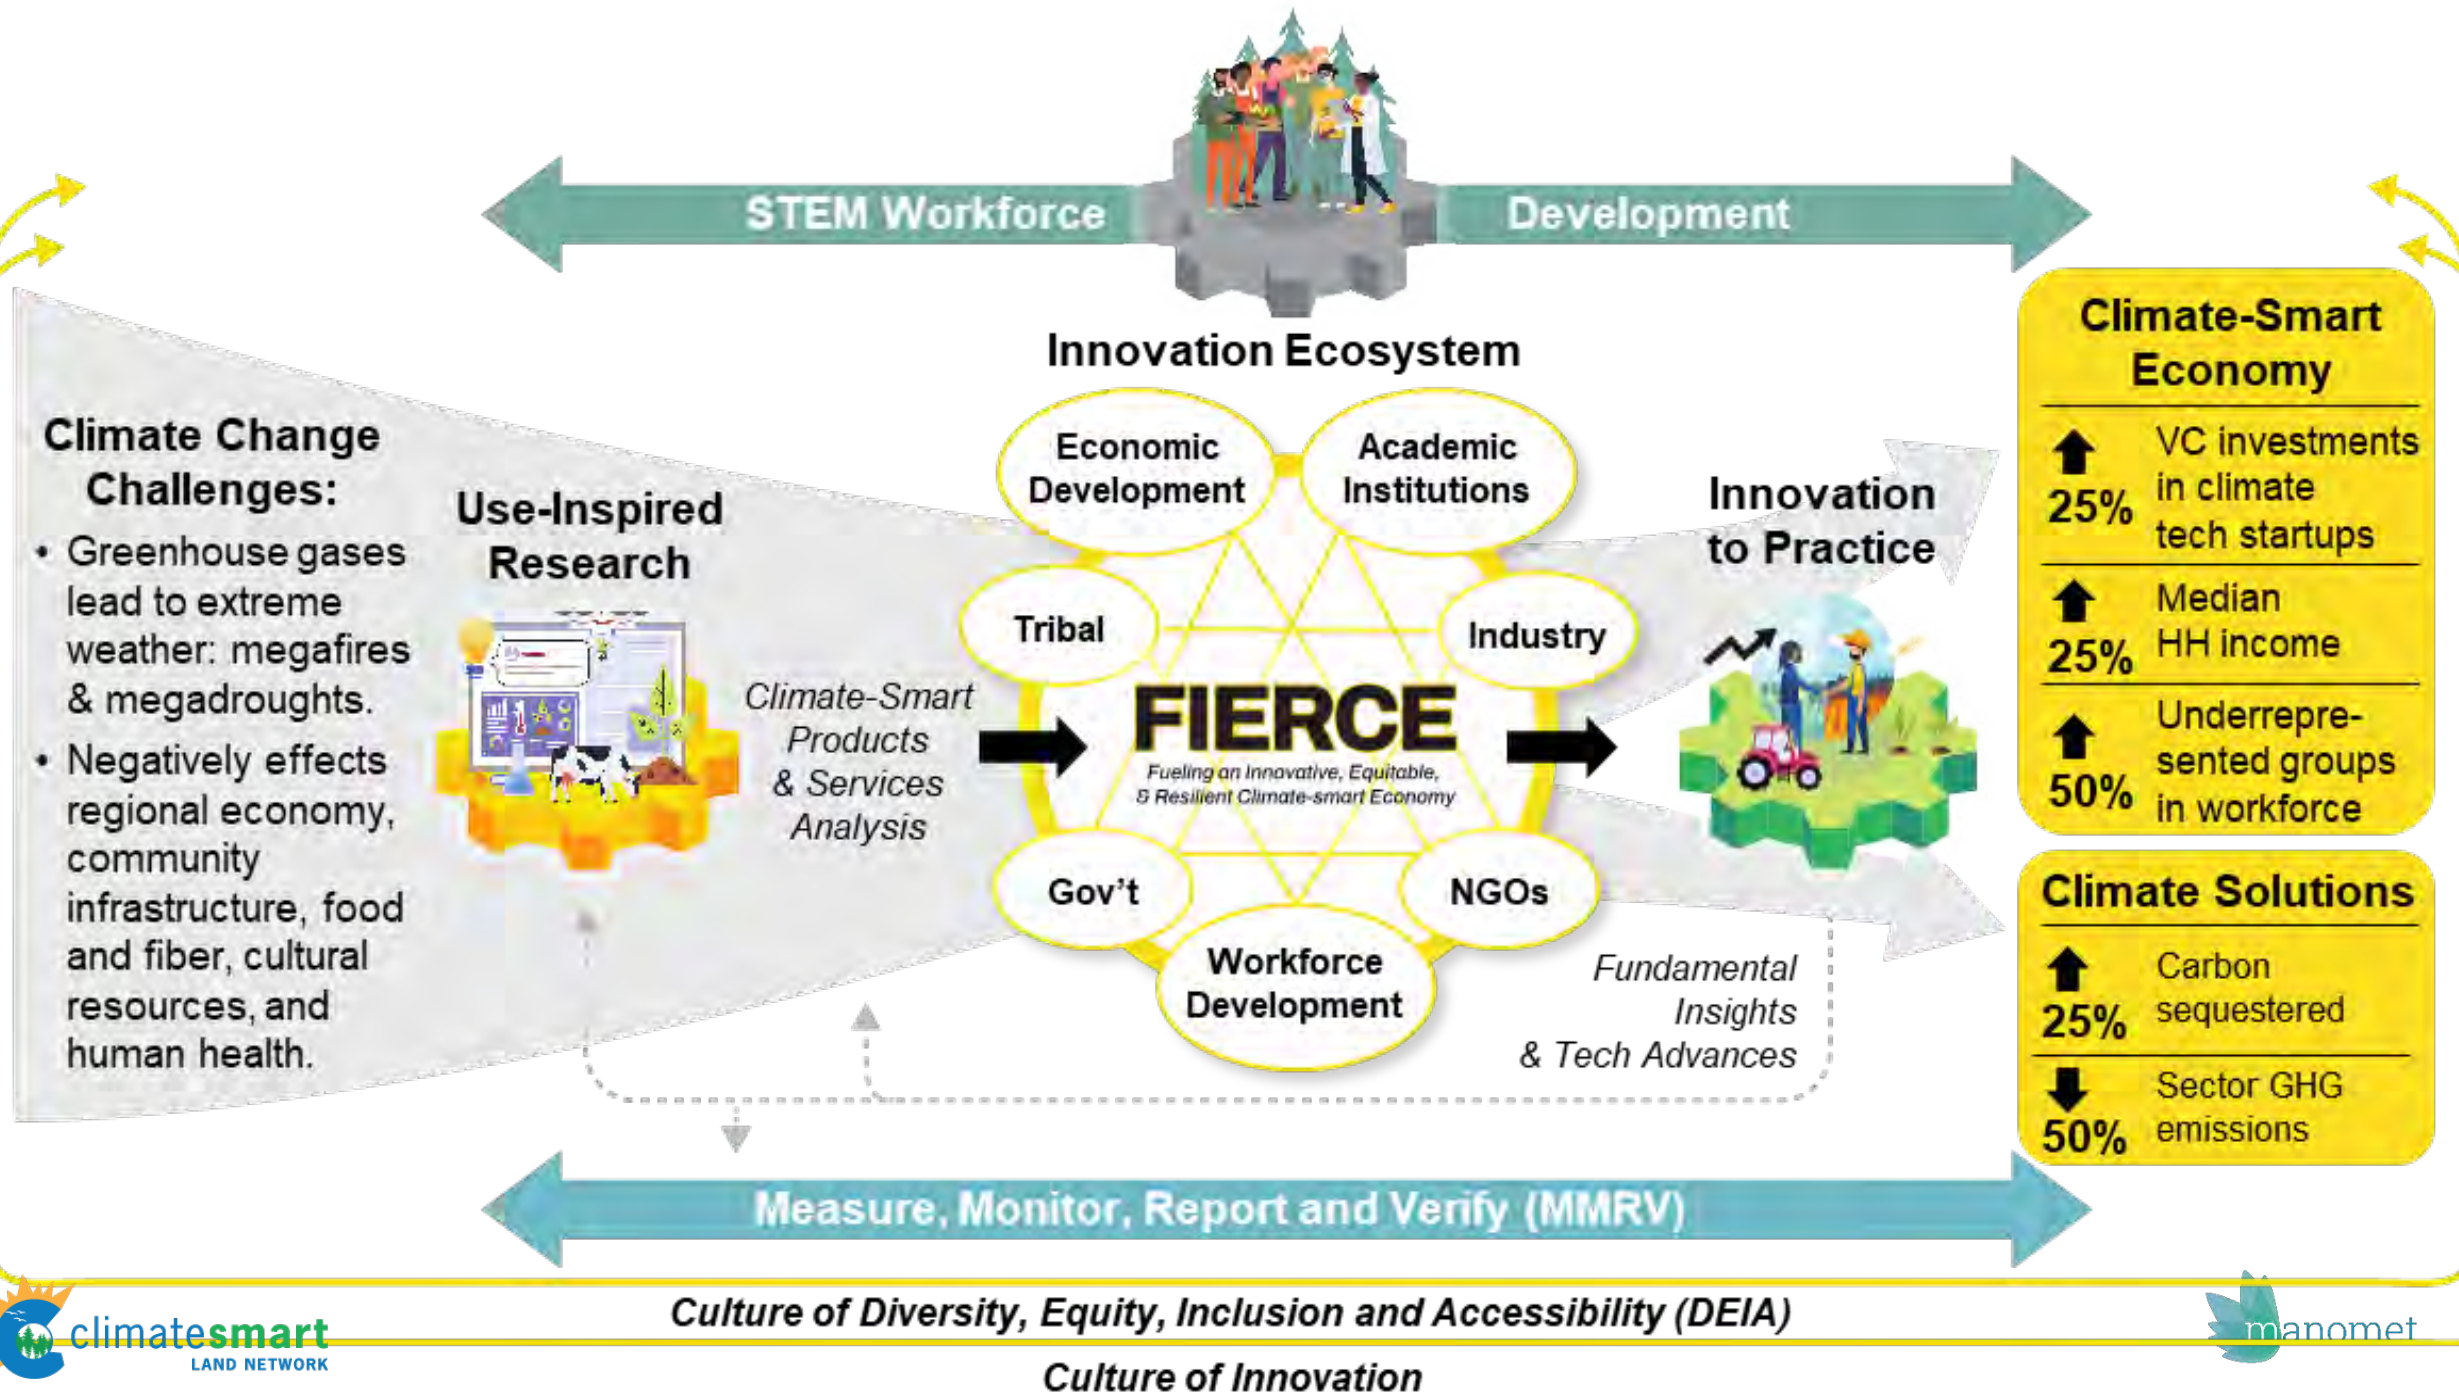 STEM Workforce Development
Innovation Ecosystem
Climate Change
Challenges:
• Greenhouse gases
lead to extreme
weather: megafires
& megadroughts.
• Negatively effects
regional economy,
community
infrastructure, food
and fiber, cultural
resources, and
human health.
Use-Inspired
Research
Climate-Smart
Products
& Services
Analysis
Economic
Development
Academic
Institutions
Tribal
Industry
FIERCE
Fueling an Innovative, Equitable,
& Resilient Climate-smart Economy
Gov't
NGOs
Workforce
Development
Innovation
to Practice
Fundamental
Insights
& Tech Advances
Climate-Smart
Economy
25%
VC investments
in climate
tech startups
25%
Median
HH income
50%
Underrepre-
sented groups
in workforce
Climate Solutions
25%
Carbon
sequestered
50%
Sector GHG
emissions
Measure, Monitor, Report and Verify (MMRV)
Culture of Diversity, Equity, Inclusion and Accessibility (DEIA)
Culture of Innovation
climatesmart
LAND NETWORK
manomet